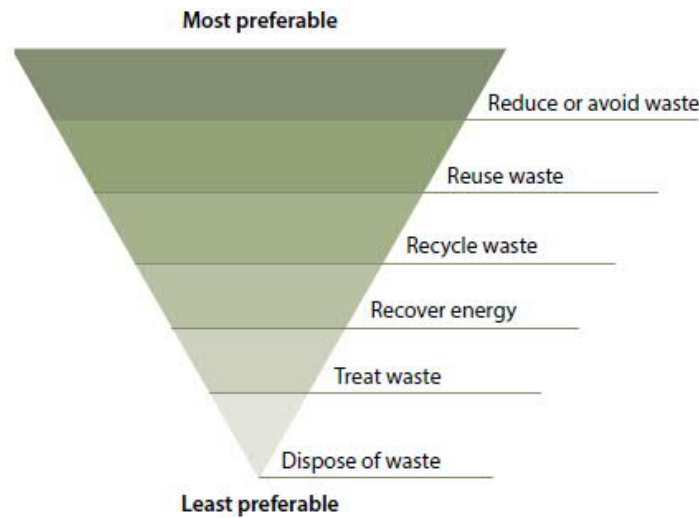 Most preferable
Reduce or avoid waste
Reuse waste
Recycle waste
Recover energy
Treat waste
Dispose of waste
Least preferable